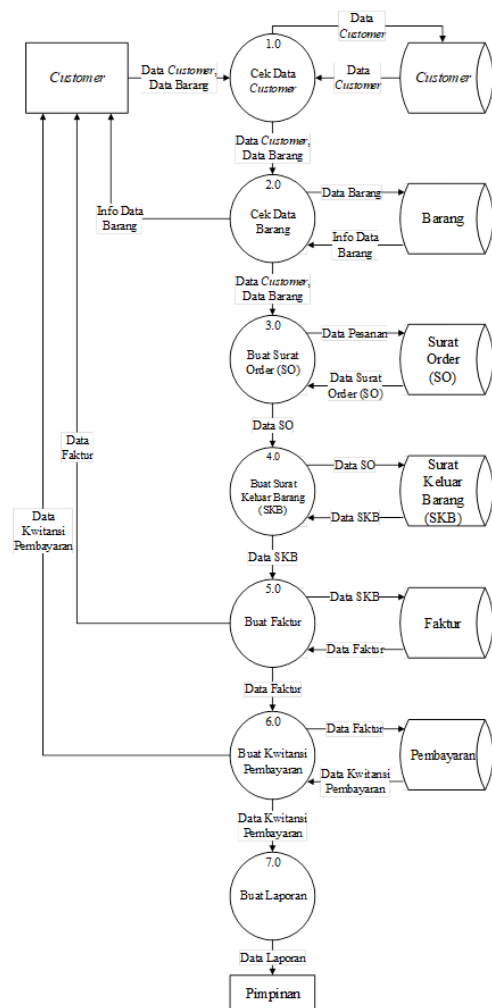 Data
Customer
1.0
Cek Data
Customer
Customer
Data Customer,
Data Barang
Data
Customer
Customer
Data Customer,
Data Barang
2.0
Cek Data
Barang
Data Barang
Info Data
Barang
Barang
Info Data
Barang
Data Customer,
Data Barang
3.0
Buat Surat
Order (SO)
Data Pesanan
Data Surat
Order (SO)
Surat
Order
(SO)
Data SO
4.0
Buat Surat
Keluar Barang
(SKB)
Data SO
Data SKB
Surat
Keluar
Barang
(SKB)
Data
Faktur
Data
Kwitansi
Pembayaran
Data SKB
5.0
Buat Faktur
Data SKB
Data Faktur
Faktur
Data Faktur
6.0
Buat Kwitansi
Pembayaran
Data Faktur
Data Kwitansi
Pembayaran
Pembayaran
Data Kwitansi
Pembayaran
7.0
Buat Laporan
Data Laporan
Pimpinan